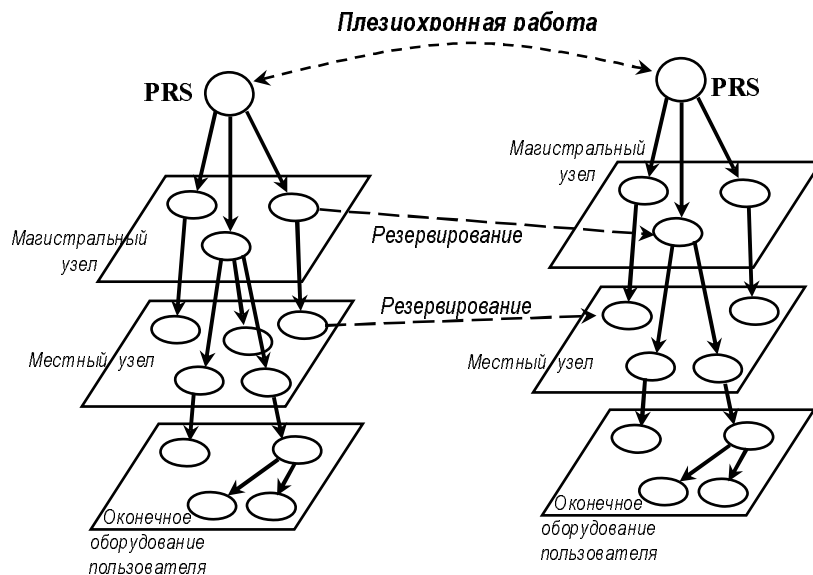 Плезиохронная работа
PRS
PRS
Магистральный
узел
Магистральный
узел
Резервирование
Резервирование
Местный узел
Местный узел
Оконечное
оборудование
пользователя
Оконечное
оборудование
пользователя